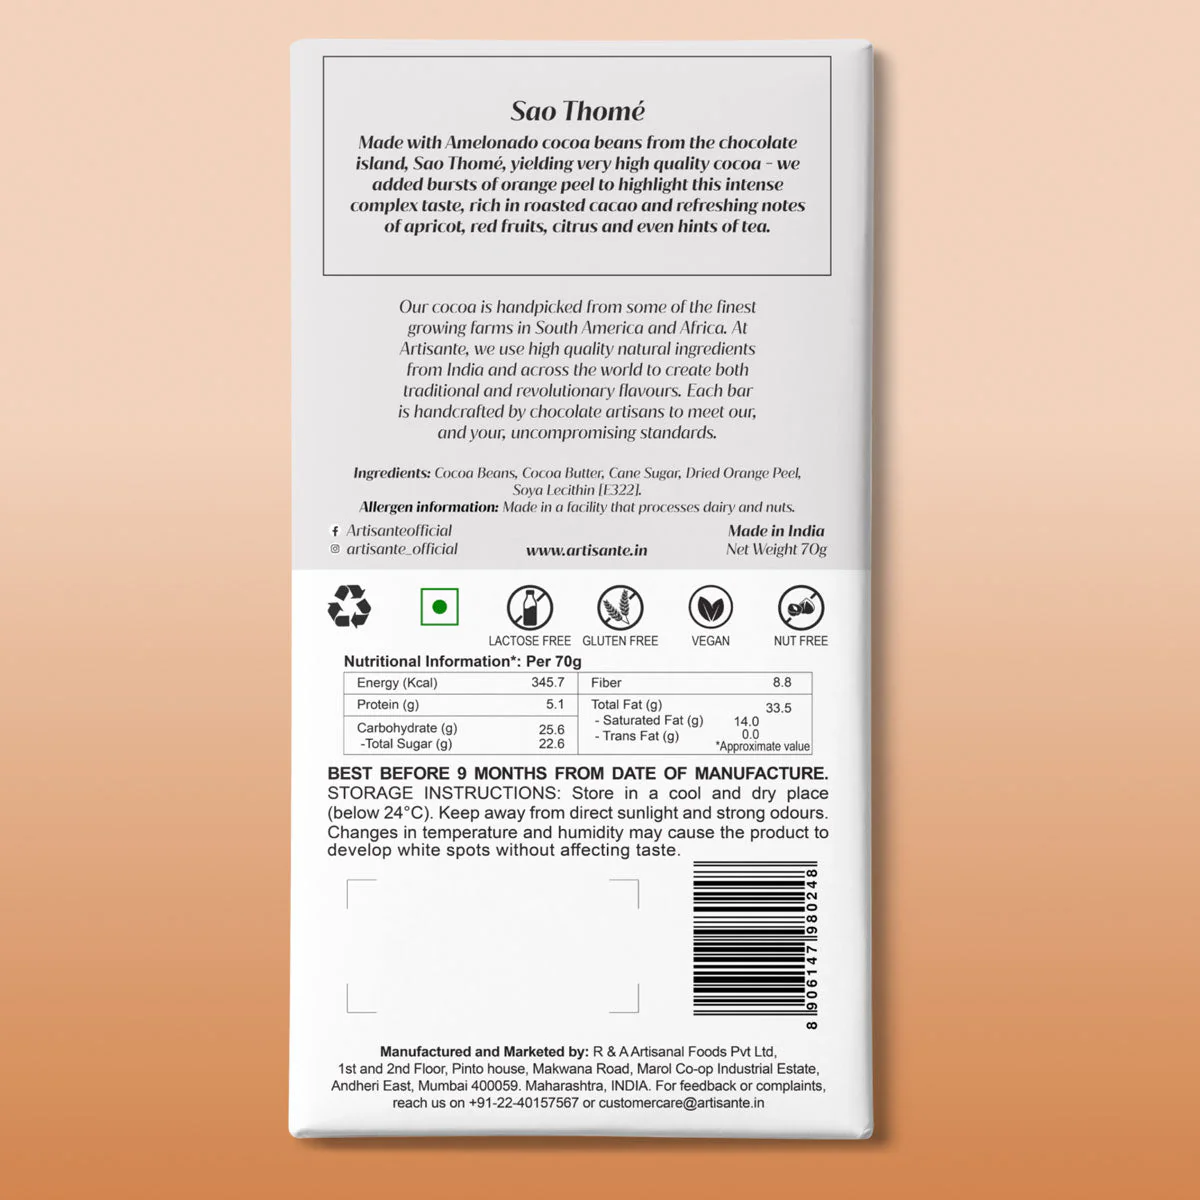 Sao Thomé
Made with Amelonado cocoa beans from the chocolate
island, Sao Thomé, yielding very high quality cocoa - we
added bursts of orange peel to highlight this intense
complex taste, rich in roasted cacao and refreshing notes
of apricot, red fruits, citrus and even hints of tea.
Our cocoa is handpicked from some of the finest
growing farms in South America and Africa. At
Artisante, we use high quality natural ingredients
from India and across the world to create both
traditional and revolutionary flavours. Each bar
is handcrafted by chocolate artisans to meet our,
and your, uncompromising standards.
Ingredients: Cocoa Beans, Cocoa Butter, Cane Sugar, Dried Orange Peel,
Soya Lecithin [E322].
Allergen information: Made in a facility that processes dairy and nuts.
Artisanteofficial
artisante_official
www.artisante.in
Made in India
Net Weight 70g
LACTOSE FREE GLUTEN FREE VEGAN NUT FREE
Nutritional Information*: Per 70g
Energy (Kcal) 345.7 Fiber 8.8
Protein (g) 5.1 Total Fat (g) 33.5
- Saturated Fat (g) 14.0
Carbohydrate (g) 25.6 - Trans Fat (g) 0.0
-Total Sugar (g) 22.6 *Approximate value
BEST BEFORE 9 MONTHS FROM DATE OF MANUFACTURE.
STORAGE INSTRUCTIONS: Store in a cool and dry place
(below 24°C). Keep away from direct sunlight and strong odours.
Changes in temperature and humidity may cause the product to
develop white spots without affecting taste.
8 906147 980248
Manufactured and Marketed by: R & A Artisanal Foods Pvt Ltd,
1st and 2nd Floor, Pinto house, Makwana Road, Marol Co-op Industrial Estate,
Andheri East, Mumbai 400059. Maharashtra, INDIA. For feedback or complaints,
reach us on +91-22-40157567 or customercare@artisante.in